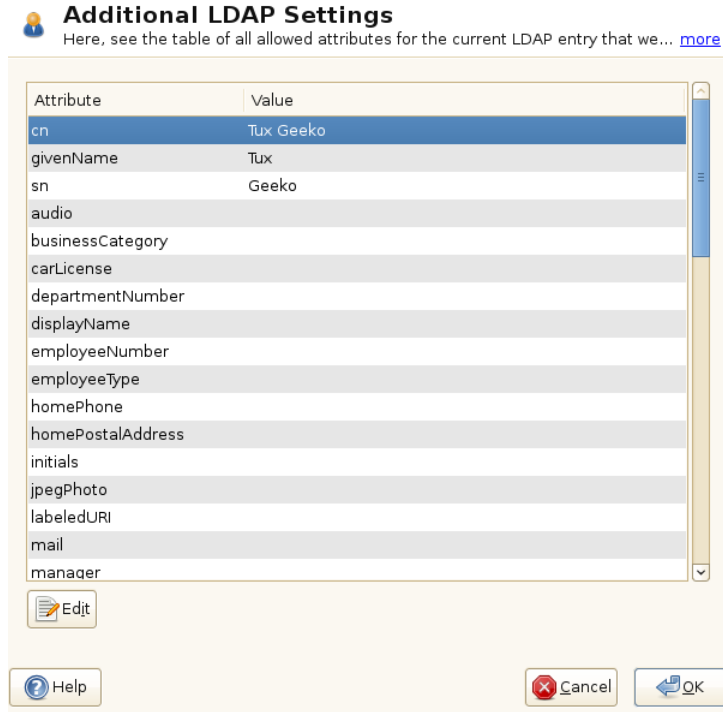 Additional LDAP Settings
Here, see the table of all allowed attributes for the current LDAP entry that we... more
Attribute Value
cn Tux Geeko
givenName Tux
sn Geeko
audio
businessCategory
carLicense
departmentNumber
displayName
employeeNumber
employeeType
homePhone
homePostalAddress
initials
jpegPhoto
labeledURI
mail
manager
Edit
Help Cancel OK